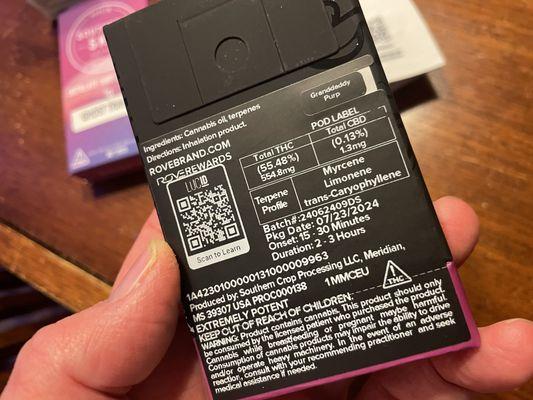 Granddaddy
Purp
Ingredients: Cannabis oil, terpenes
Directions: Inhalation product.
ROVEBRAND.COM
ROVEREWARDS
LUCID
Scan to Learn
POD LABEL
Total THC
(55.48%)
554.8mg
Total CBD
(0.13%)
1.3mg
Terpene
Profile
Myrcene
Limonene
trans-Caryophyllene
Batch#:24062409DS
Pkg Date: 07/23/2024
Onset: 15 - 30 Minutes
Duration: 2 - 3 Hours
1A4230100000131000009963
Produced by: Southern Crop Processing LLC, Meridian,
MS 39307 USA PROC000138
1MMCEU
THC
EXTREMELY POTENT
KEEP OUT OF REACH OF CHILDREN:
WARNING: Product contains cannabis. This product should only
be consumed by the licensed patient who purchased the product.
Cannabis while breastfeeding or pregnant may be harmful.
Consumption of cannabis products may impair the ability to drive
and/or operate heavy machinery. In the event of an adverse
reaction, consult with your recommending practitioner and seek
medical assistance if needed.